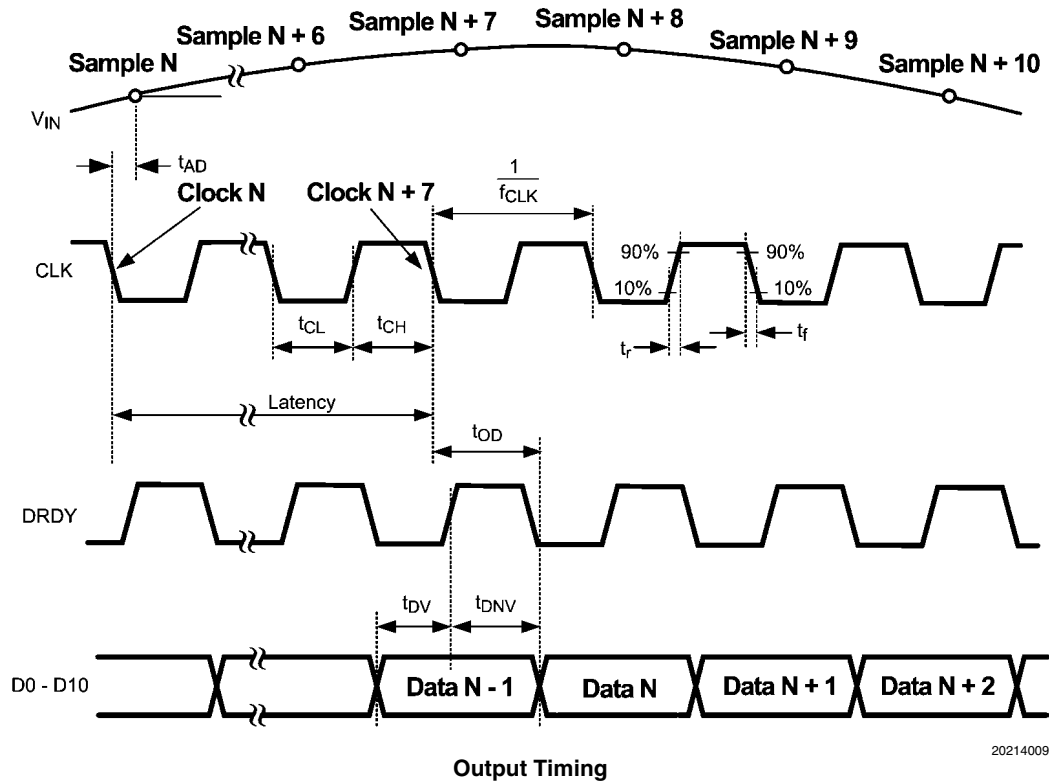 Sample N
Sample N + 6
Sample N + 7
Sample N + 8
Sample N + 9
Sample N + 10
VIN
tAD
Clock N
Clock N + 7
1
fCLK
CLK
90%
90%
10%
10%
tCL
tCH
tr
tf
Latency
tOD
DRDY
tDV
tDNV
D0 - D10
Data N - 1
Data N
Data N + 1
Data N + 2
20214009
Output Timing